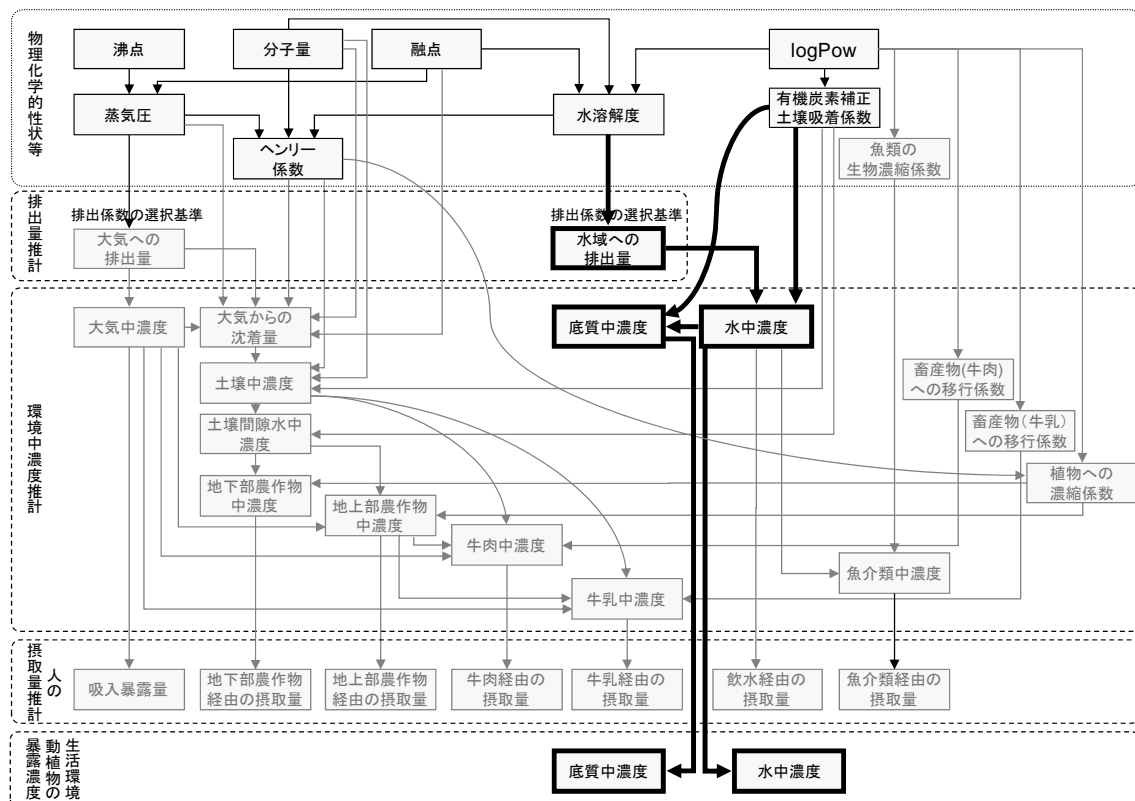 物理化学的性状等
沸点
分子量
融点
logPow
蒸気圧
水溶解度
有機炭素補正
土壌吸着係数
ヘンリー
係数
魚類の
生物濃縮係数
排出量推計
排出係数の選択基準
大気への
排出量
排出係数の選択基準
水域への
排出量
環境中濃度推計
大気中濃度
大気からの
沈着量
底質中濃度
水中濃度
土壌中濃度
畜産物(牛肉)
への移行係数
土壌間隙水中
濃度
畜産物(牛乳)
への移行係数
地下部農作物
中濃度
植物への
濃縮係数
地上部農作物
中濃度
牛肉中濃度
魚介類中濃度
牛乳中濃度
人の
摂取量推計
吸入暴露量
地下部農作物
経由の摂取量
地上部農作物
経由の摂取量
牛肉経由の
摂取量
牛乳経由の
摂取量
飲水経由の
摂取量
魚介類経由の
摂取量
生活環境
動植物の
暴露濃度
底質中濃度
水中濃度